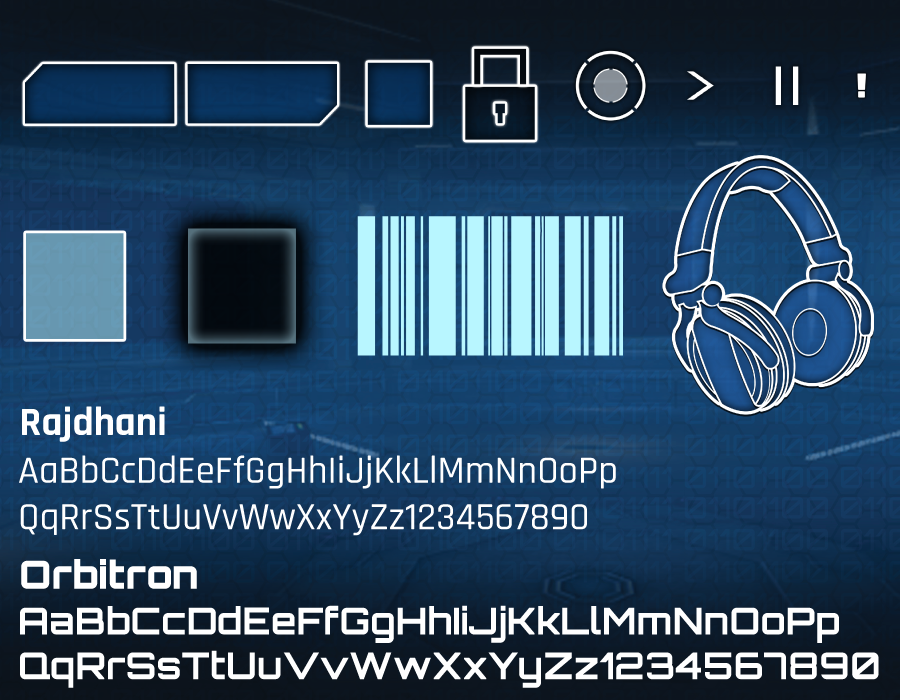 !
Rajdhani
AaBbCcDdEeFfGgHhIiJjKkLlMmNnOoPp
QqRrSsTtUuVvWwXxYyZz1234567890
Orbitron
AaBbCcDdEeFfGgHhIiJjKkLlMmNnOoPp
QqRrSsTtUuVvWwXxYyZz1234567890